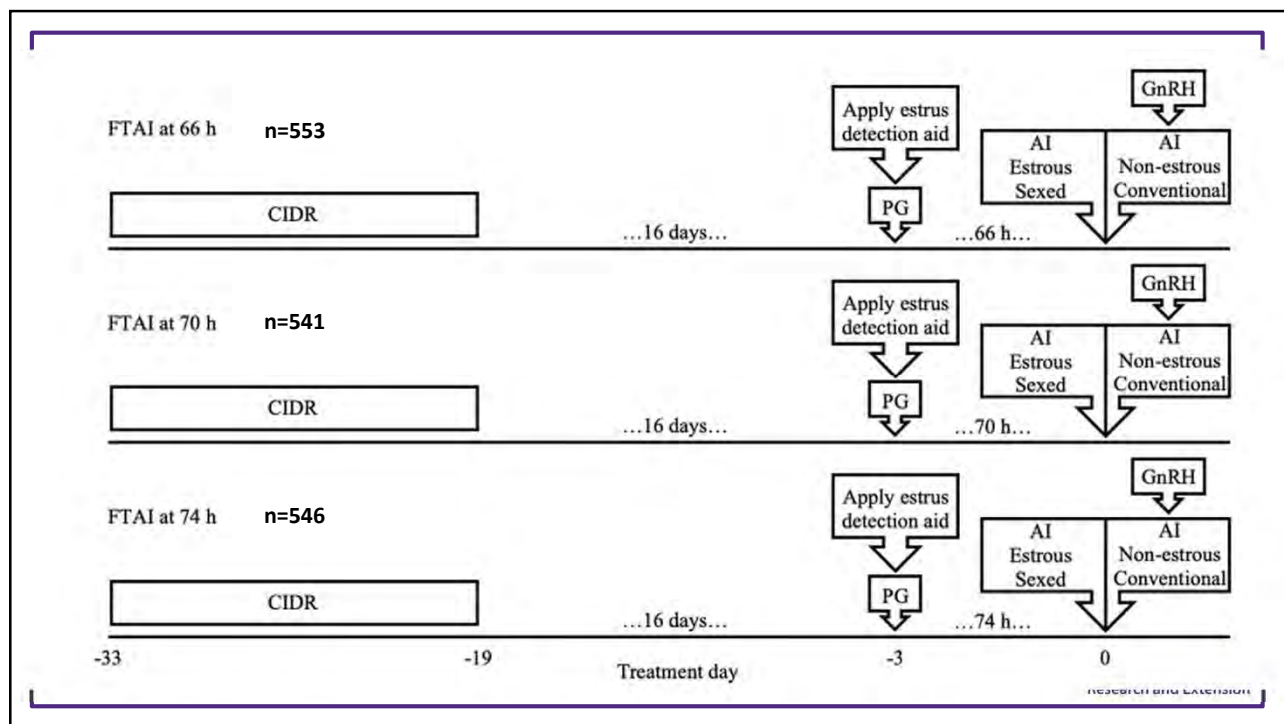 GnRH
Apply estrus
detection aid
FTAI at 66 h n=553
AI
Estrous
Sexed
AI
Non-estrous
Conventional
PG
CIDR
...16 days...
...66 h...
GnRH
Apply estrus
detection aid
FTAI at 70 h n=541
AI
Estrous
Sexed
AI
Non-estrous
Conventional
PG
CIDR
...16 days...
...70 h...
GnRH
Apply estrus
detection aid
FTAI at 74 h n=546
AI
Estrous
Sexed
AI
Non-estrous
Conventional
PG
CIDR
...16 days...
...74 h...
-33 -19 -3 0
Treatment day
Research and Extension